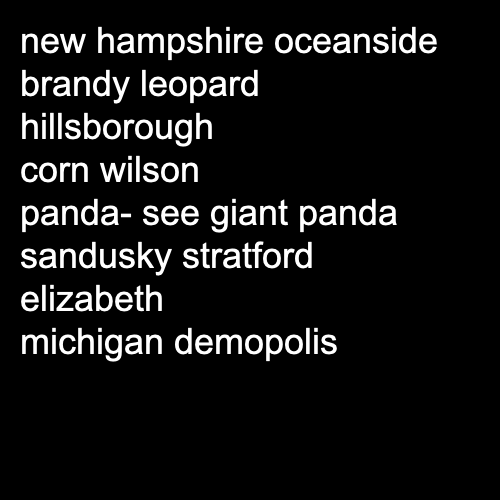 new hampshire oceanside
brandy leopard
hillsborough
corn wilson
panda- see giant panda
sandusky stratford
elizabeth
michigan demopolis